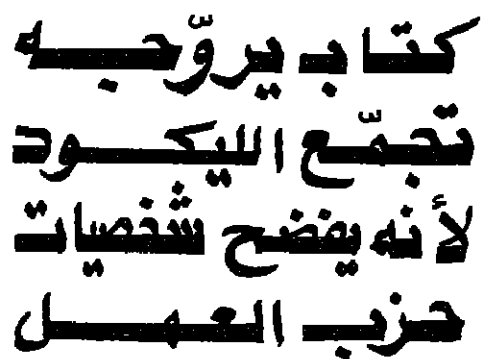 كتاب يروّجه
تجمّع الليكود
لأنه يفضح شخصيات
حزب العمل